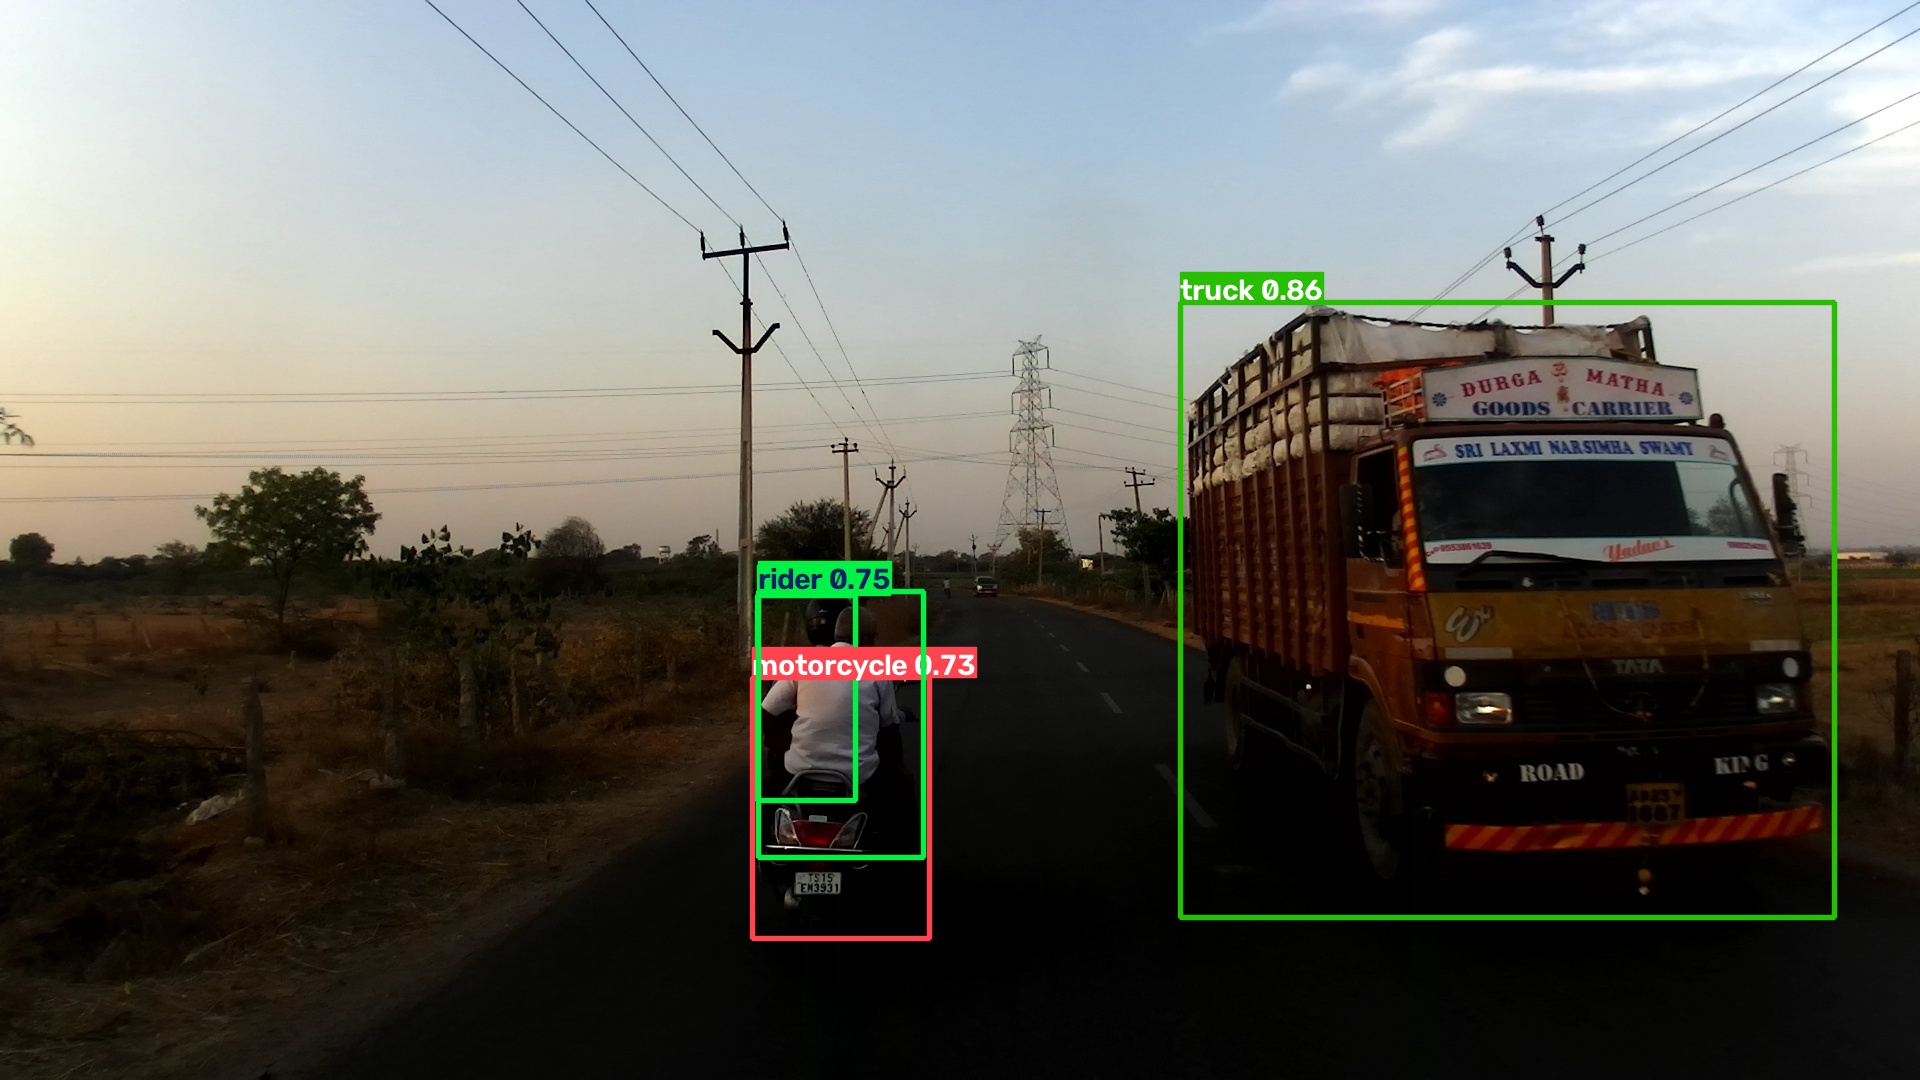 truck 0.86
DURGA ॐ MATHA
GOODS CARRIER
SRI LAXMI NARSIMHA SWAMY
Yadav's
rider 0.75
motorcycle 0.73
TATA
ROAD KING
TS15
EM3931